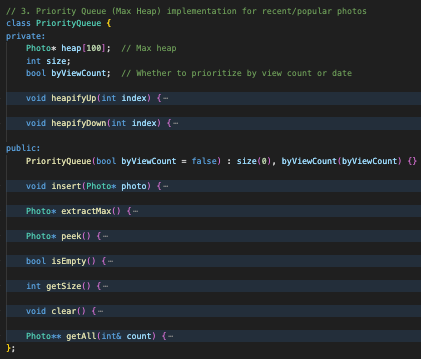 // 3. Priority Queue (Max Heap) implementation for recent/popular photos
class PriorityQueue {
private:
    Photo* heap[100];  // Max heap
    int size;
    bool byViewCount;  // Whether to prioritize by view count or date
    void heapifyUp(int index) {⋯
    void heapifyDown(int index) {⋯
public:
    PriorityQueue(bool byViewCount = false) : size(0), byViewCount(byViewCount) {}
    void insert(Photo* photo) {⋯
    Photo* extractMax() {⋯
    Photo* peek() {⋯
    bool isEmpty() {⋯
    int getSize() {⋯
    void clear() {⋯
    Photo** getAll(int& count) {⋯
};